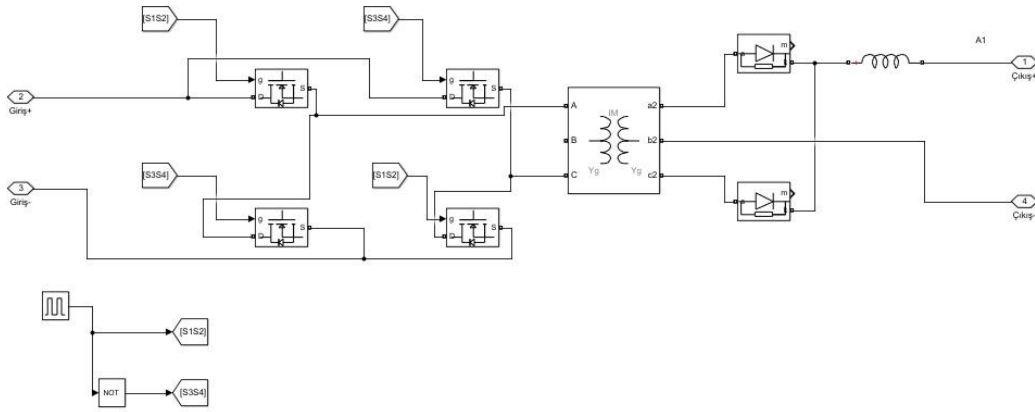 [S1S2]
[S3S4]
A1
g
D
S
g
D
S
m
a
k
1
Çıkış+
2
Giriş+
A
B
C
IM
Yg
Yg
a2
b2
c2
[S3S4]
[S1S2]
3
Giriş-
g
D
S
g
D
S
m
a
k
4
Çıkış-
[S1S2]
NOT
[S3S4]